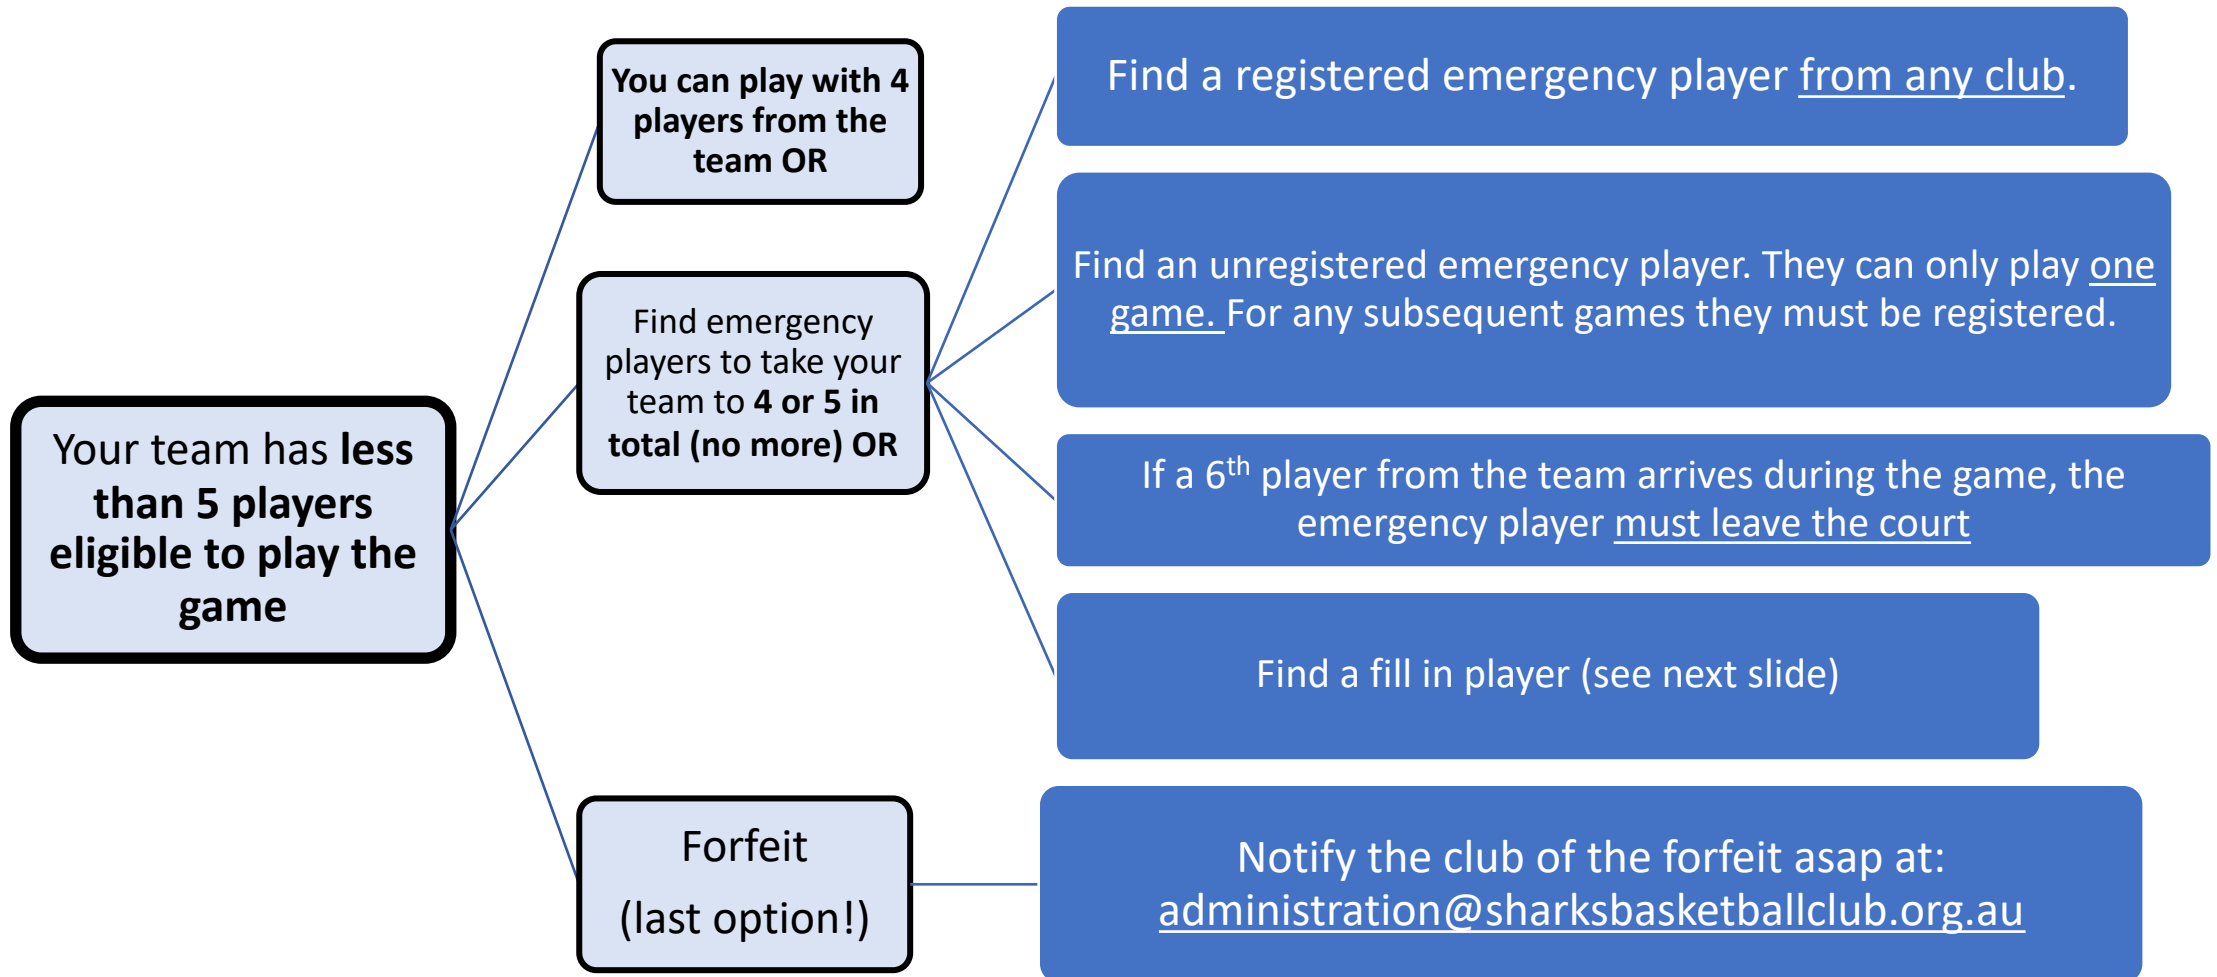 Your team has less
than 5 players
eligible to play the
game
You can play with 4
players from the
team OR
Find emergency
players to take your
team to 4 or 5 in
total (no more) OR
Forfeit
(last option!)
Find a registered emergency player from any club.
Find an unregistered emergency player. They can only play one
game. For any subsequent games they must be registered.
If a 6th player from the team arrives during the game, the
emergency player must leave the court
Find a fill in player (see next slide)
Notify the club of the forfeit asap at:
administration@sharksbasketballclub.org.au